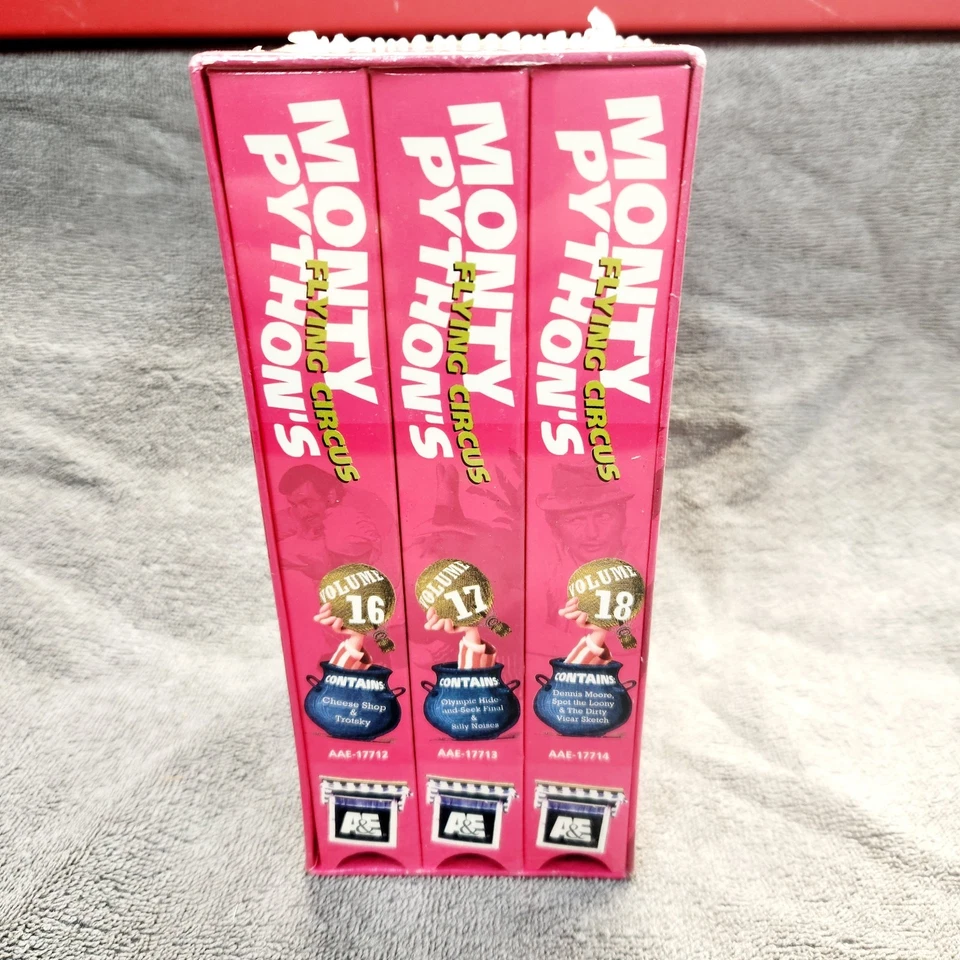 MONTY
PYTHON'S
FLYING CIRCUS
VOLUME
16
CONTAINS
Cheese Shop
&
Trotsky
AAE-17712
A&E
MONTY
PYTHON'S
FLYING CIRCUS
VOLUME
17
CONTAINS
Olympic Hide-
and-Seek Final
&
Silly Noises
AAE-17713
A&E
MONTY
PYTHON'S
FLYING CIRCUS
VOLUME
18
CONTAINS
Dennis Moore,
Spot the Loony
& The Dirty
Vicar Sketch
AAE-17714
A&E